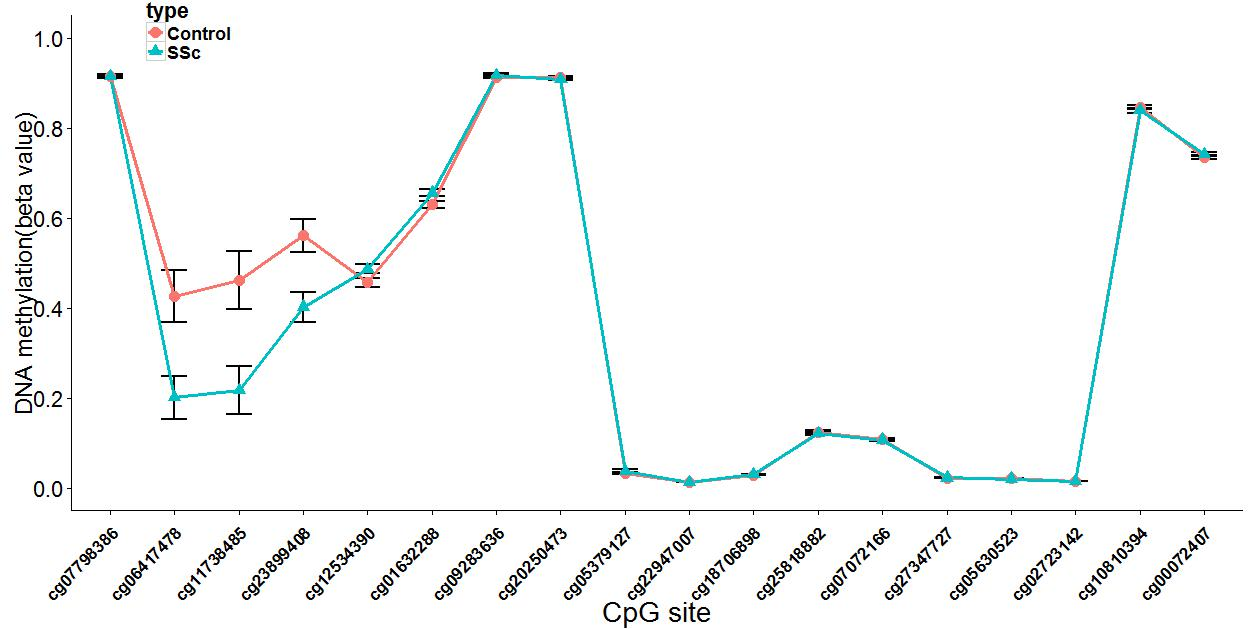 type
Control
SSc
DNA methylation(beta value)
1.0
0.8
0.6
0.4
0.2
0.0
cg07798386
cg06417478
cg11738485
cg23899408
cg12534390
cg01632288
cg09283636
cg20250473
cg05379127
cg22947007
cg18706898
cg25818882
cg07072166
cg27347727
cg05630523
cg02723142
cg10810394
cg00072407
CpG site